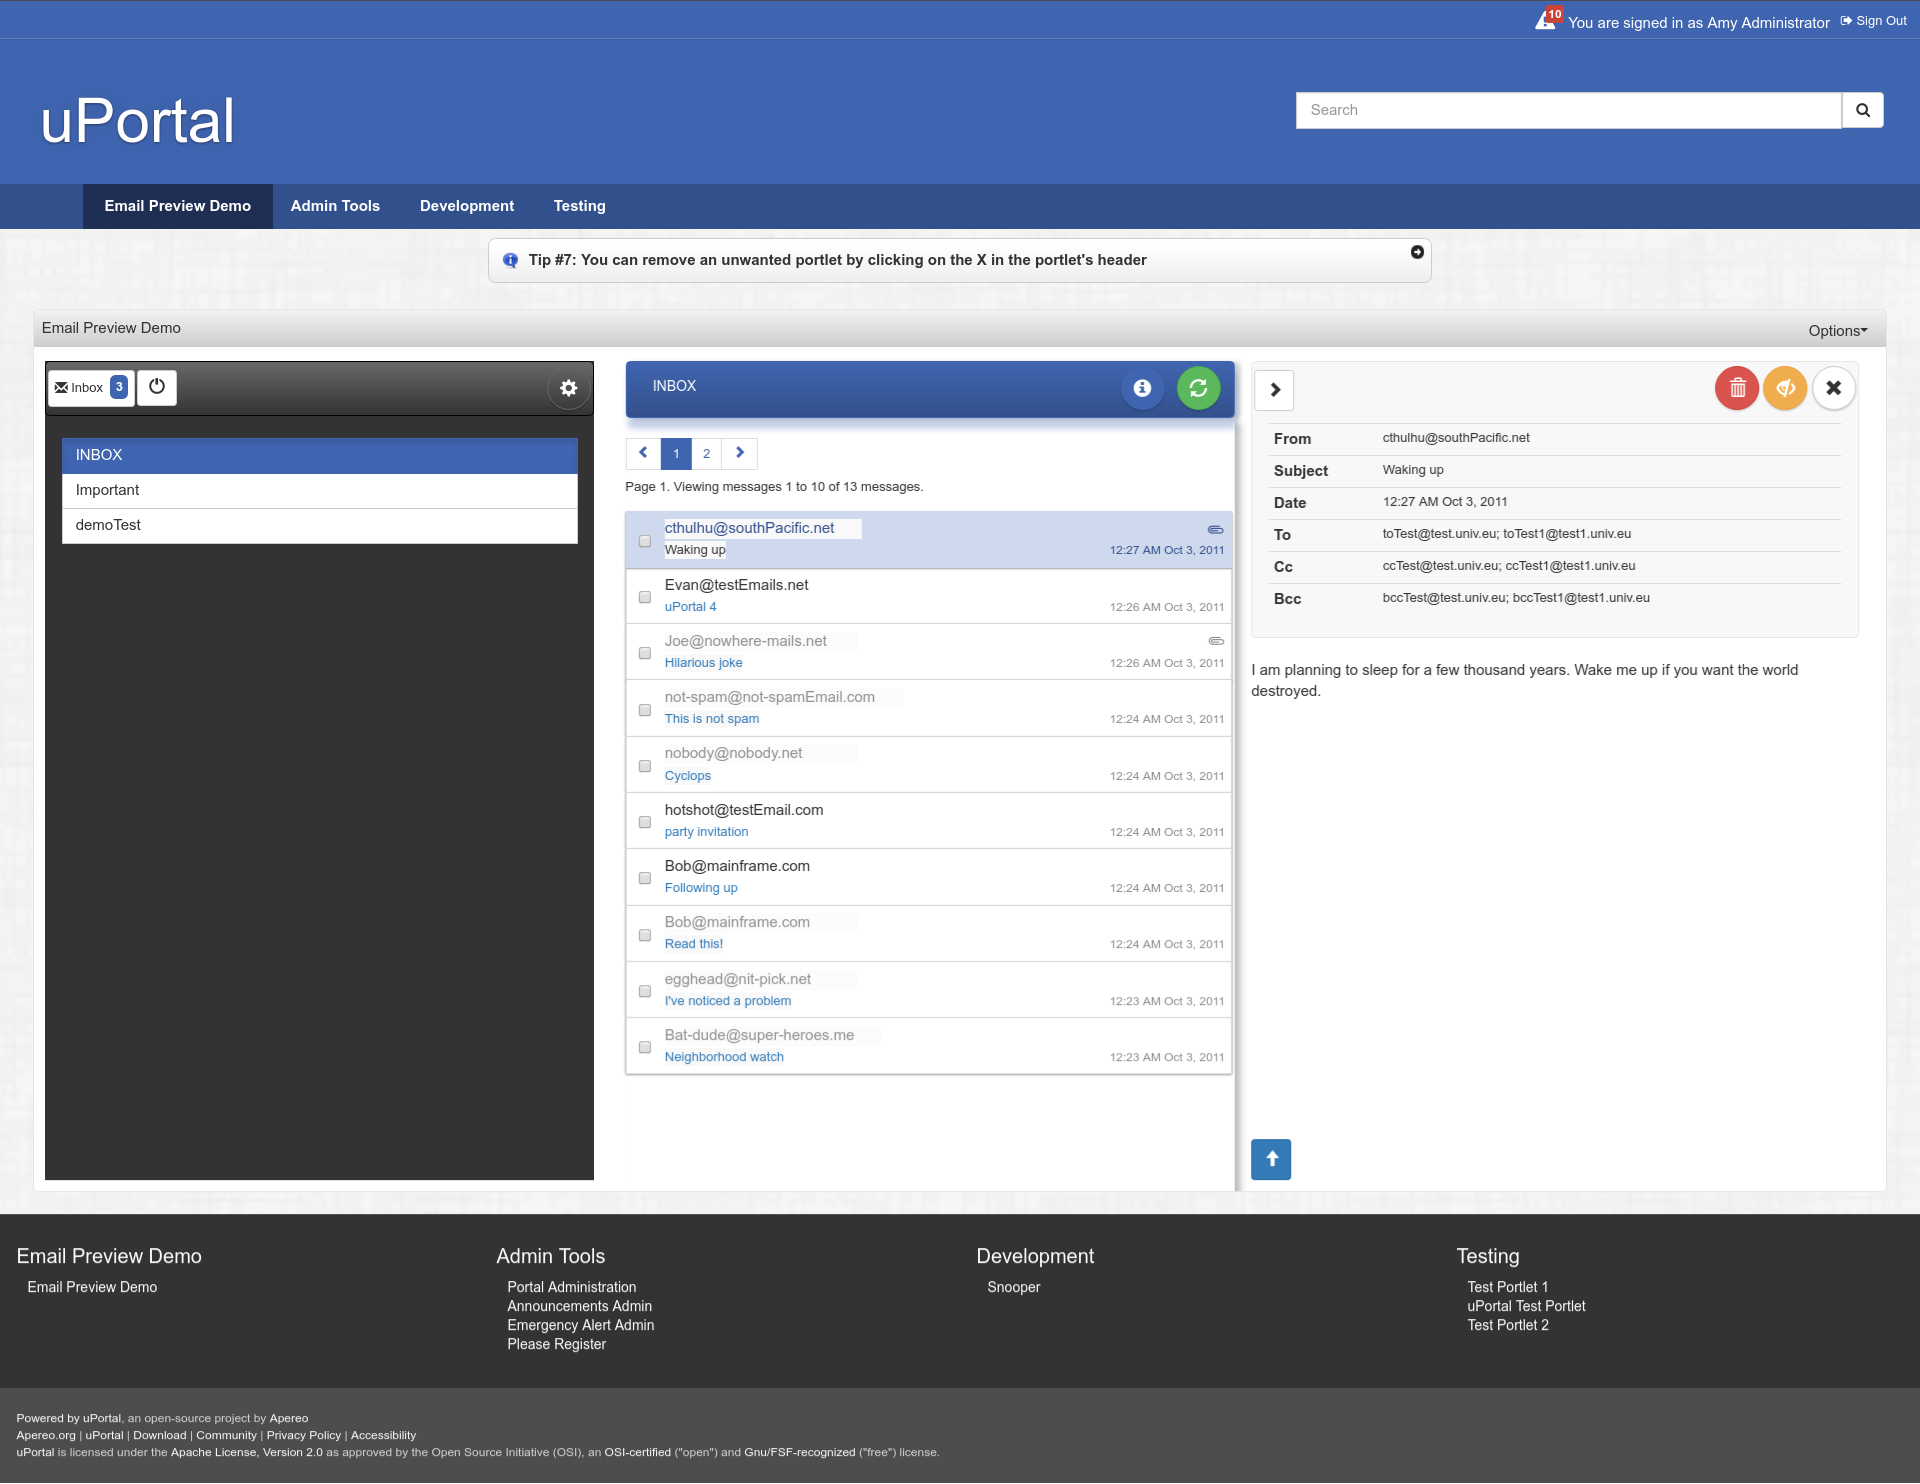 10 You are signed in as Amy Administrator Sign Out
uPortal
Search
Email Preview Demo Admin Tools Development Testing
Tip #7: You can remove an unwanted portlet by clicking on the X in the portlet's header
Email Preview Demo Options
Inbox 3
INBOX
Important
demoTest
INBOX
1 2
Page 1. Viewing messages 1 to 10 of 13 messages.
cthulhu@southPacific.net
Waking up 12:27 AM Oct 3, 2011
Evan@testEmails.net
uPortal 4 12:26 AM Oct 3, 2011
Joe@nowhere-mails.net
Hilarious joke 12:26 AM Oct 3, 2011
not-spam@not-spamEmail.com
This is not spam 12:24 AM Oct 3, 2011
nobody@nobody.net
Cyclops 12:24 AM Oct 3, 2011
hotshot@testEmail.com
party invitation 12:24 AM Oct 3, 2011
Bob@mainframe.com
Following up 12:24 AM Oct 3, 2011
Bob@mainframe.com
Read this! 12:24 AM Oct 3, 2011
egghead@nit-pick.net
I've noticed a problem 12:23 AM Oct 3, 2011
Bat-dude@super-heroes.me
Neighborhood watch 12:23 AM Oct 3, 2011
From cthulhu@southPacific.net
Subject Waking up
Date 12:27 AM Oct 3, 2011
To toTest@test.univ.eu; toTest1@test1.univ.eu
Cc ccTest@test.univ.eu; ccTest1@test1.univ.eu
Bcc bccTest@test.univ.eu; bccTest1@test1.univ.eu
I am planning to sleep for a few thousand years. Wake me up if you want the world
destroyed.
Email Preview Demo
Email Preview Demo
Admin Tools
Portal Administration
Announcements Admin
Emergency Alert Admin
Please Register
Development
Snooper
Testing
Test Portlet 1
uPortal Test Portlet
Test Portlet 2
Powered by uPortal, an open-source project by Apereo
Apereo.org | uPortal | Download | Community | Privacy Policy | Accessibility
uPortal is licensed under the Apache License, Version 2.0 as approved by the Open Source Initiative (OSI), an OSI-certified ("open") and Gnu/FSF-recognized ("free") license.